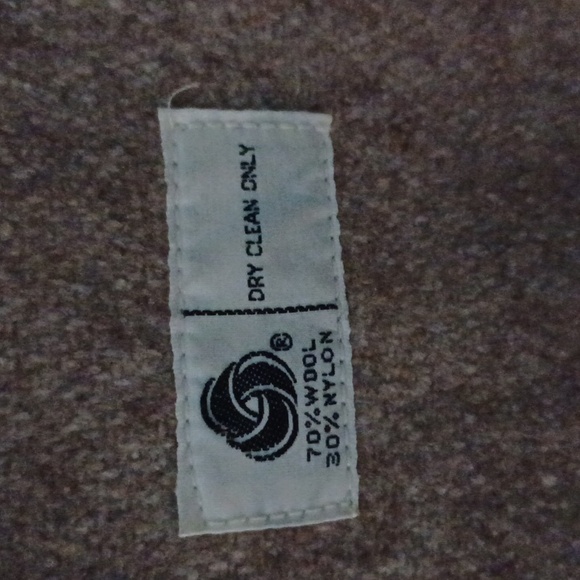 DRY CLEAN ONLY
®
70% WOOL
30% NYLON